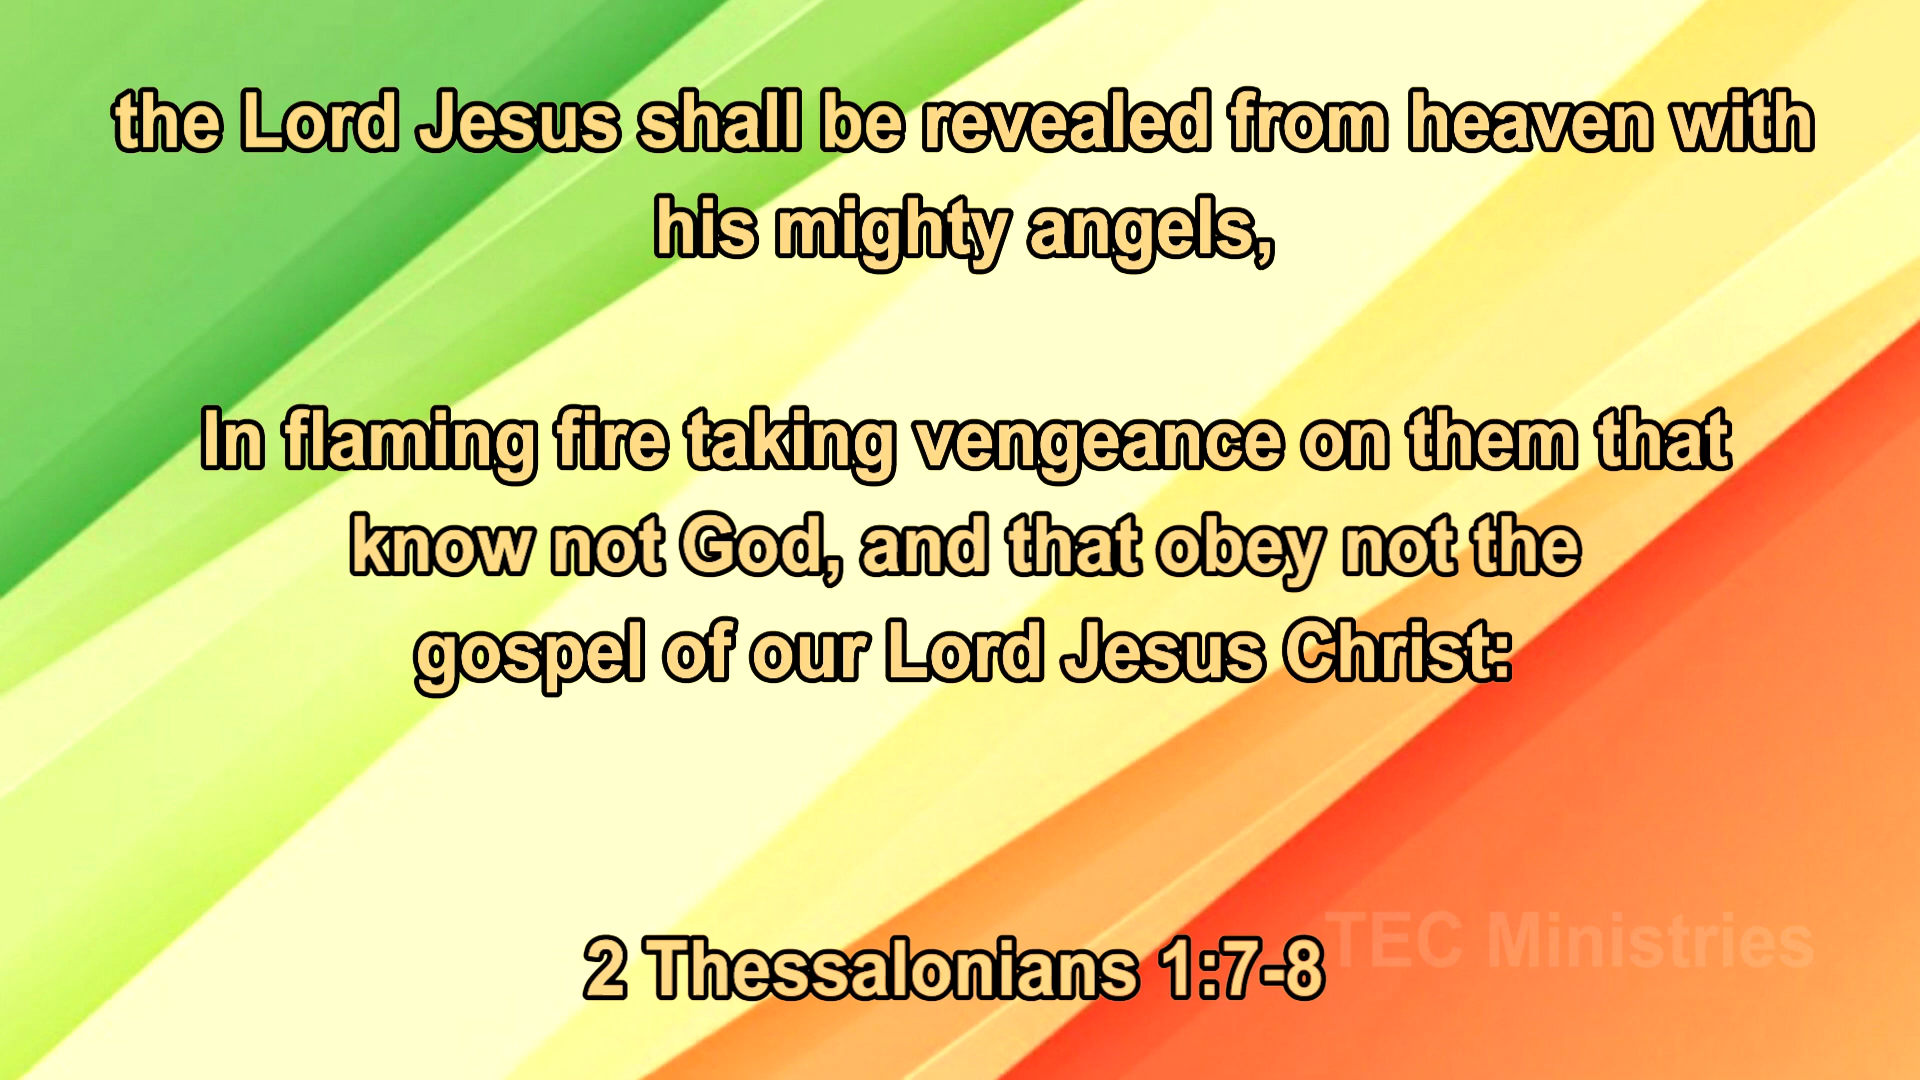 the Lord Jesus shall be revealed from heaven with
his mighty angels,
In flaming fire taking vengeance on them that
know not God, and that obey not the
gospel of our Lord Jesus Christ:
TEC Ministries
2 Thessalonians 1:7-8